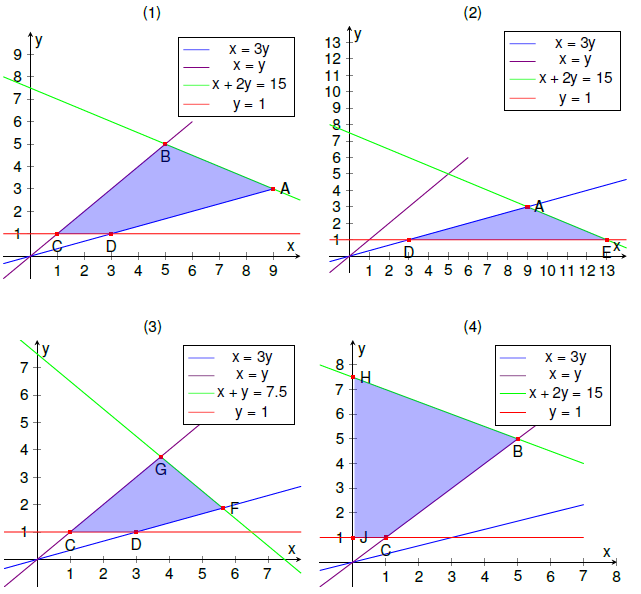 (1)
y
x = 3y
x = y
x + 2y = 15
y = 1
9
8
7
6
5
4
3
2
1
B
A
C
D
x
1 2 3 4 5 6 7 8 9
(2)
y
x = 3y
x = y
x + 2y = 15
y = 1
13
12
11
10
9
8
7
6
5
4
3
2
1
A
D
E
x
1 2 3 4 5 6 7 8 9 10 11 12 13
(3)
y
x = 3y
x = y
x + y = 7.5
y = 1
7
6
5
4
3
2
1
G
F
C
D
x
1 2 3 4 5 6 7
(4)
y
x = 3y
x = y
x + 2y = 15
y = 1
8
7
6
5
4
3
2
1
H
B
J
C
x
1 2 3 4 5 6 7 8